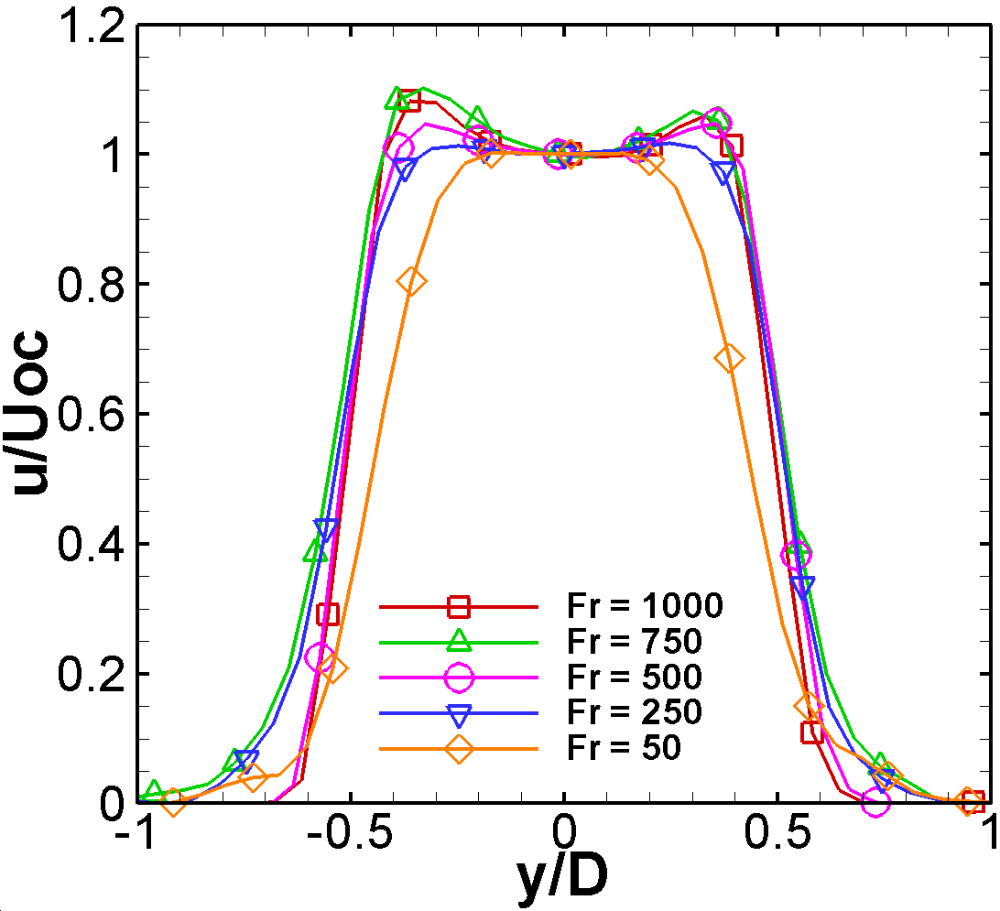 1.2
1
0.8
0.6
0.4
0.2
0
u/Uoc
Fr = 1000
Fr = 750
Fr = 500
Fr = 250
Fr = 50
-1 -0.5 0 0.5 1
y/D